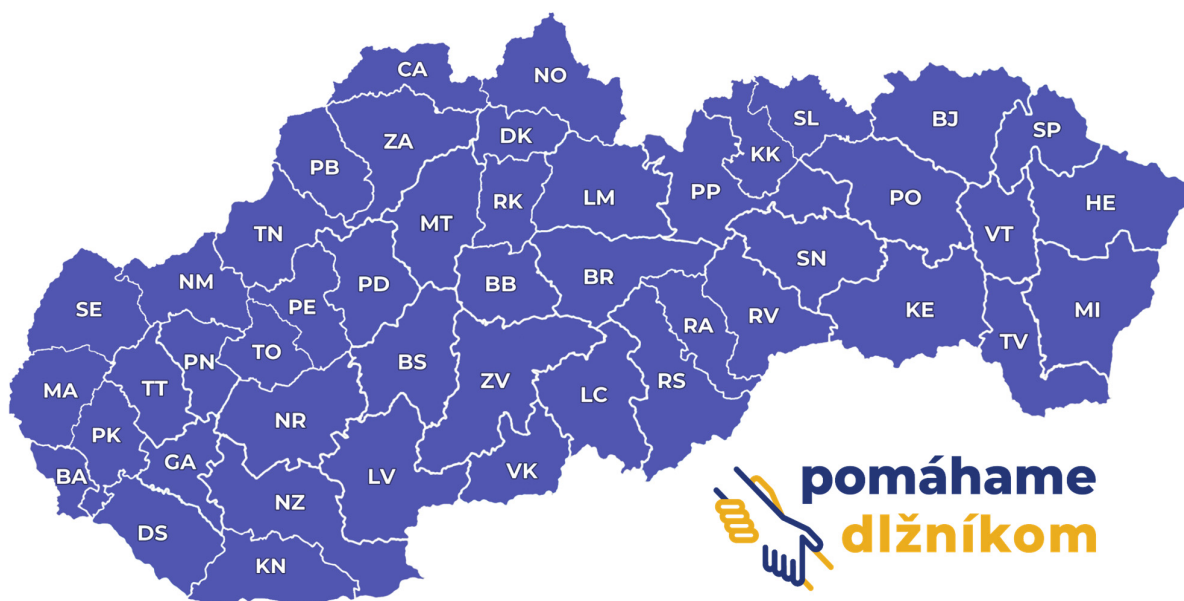 CA
NO
ZA
DK
SL
BJ
SP
PB
KK
MT
RK
LM
PP
PO
HE
TN
VT
SN
NM
PE
PD
BB
BR
SE
RA
RV
KE
MI
PN
TO
BS
TV
MA
TT
ZV
LC
RS
PK
NR
GA
BA
LV
VK
NZ
DS
KN
pomáhame
dlžníkom